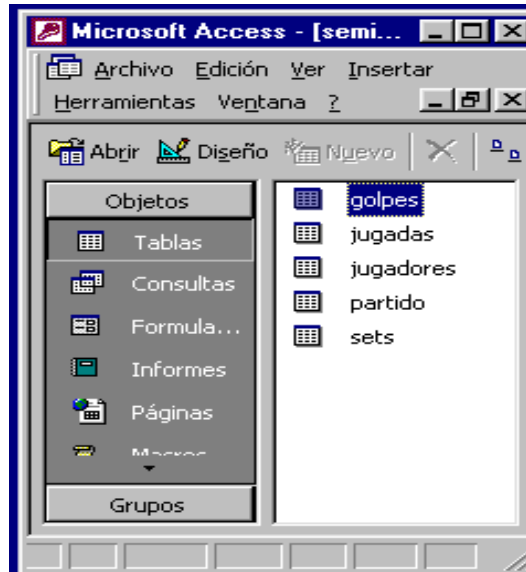 Microsoft Access - [semi...
Archivo Edición Ver Insertar
Herramientas Ventana ?
Abrir Diseño Nuevo
Objetos
Tablas
Consultas
Formula...
Informes
Páginas
Macros
Grupos
golpes
jugadas
jugadores
partido
sets